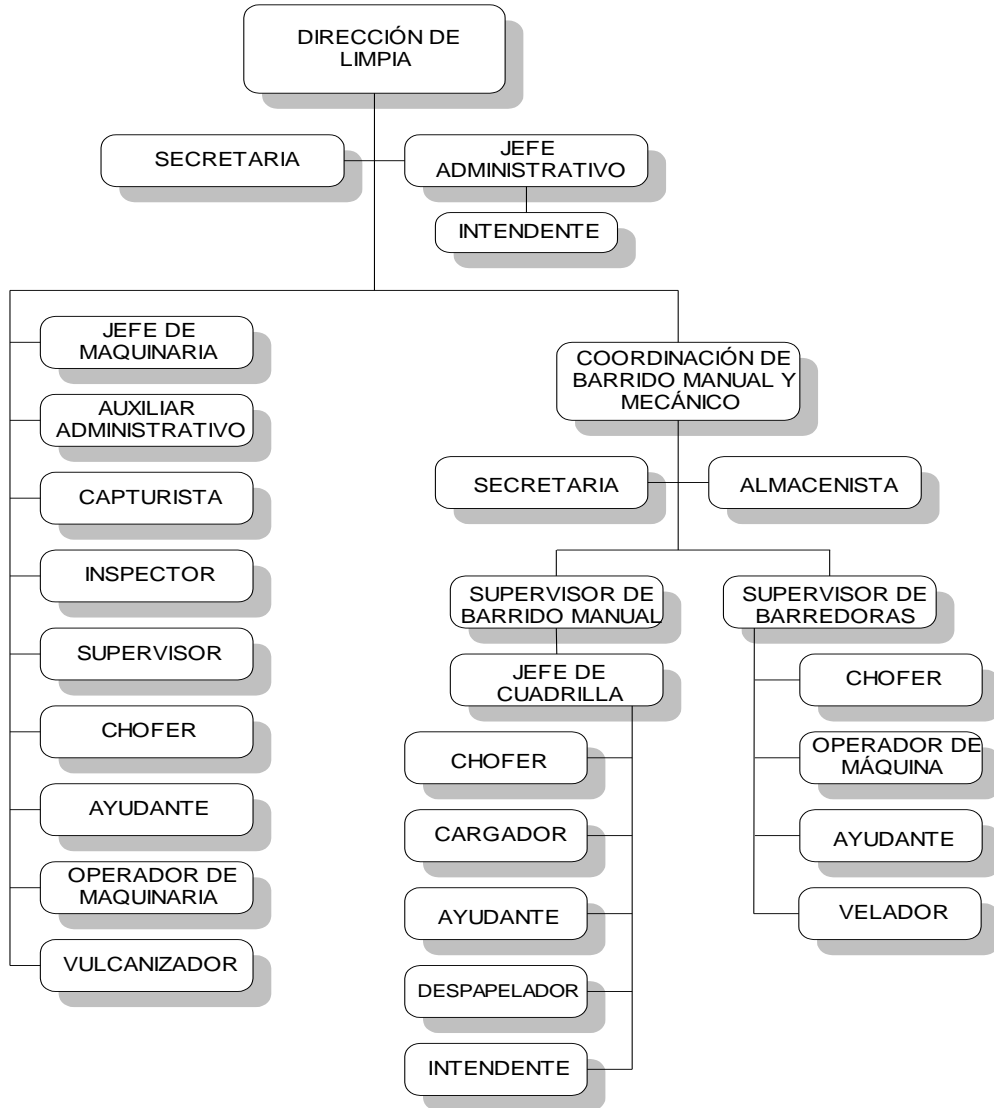 DIRECCIÓN DE
LIMPIA
SECRETARIA
JEFE
ADMINISTRATIVO
INTENDENTE
JEFE DE
MAQUINARIA
AUXILIAR
ADMINISTRATIVO
CAPTURISTA
INSPECTOR
SUPERVISOR
CHOFER
AYUDANTE
OPERADOR DE
MAQUINARIA
VULCANIZADOR
COORDINACIÓN DE
BARRIDO MANUAL Y
MECÁNICO
SECRETARIA
ALMACENISTA
SUPERVISOR DE
BARRIDO MANUAL
JEFE DE
CUADRILLA
CHOFER
CARGADOR
AYUDANTE
DESPAPELADOR
INTENDENTE
SUPERVISOR DE
BARREDORAS
CHOFER
OPERADOR DE
MÁQUINA
AYUDANTE
VELADOR